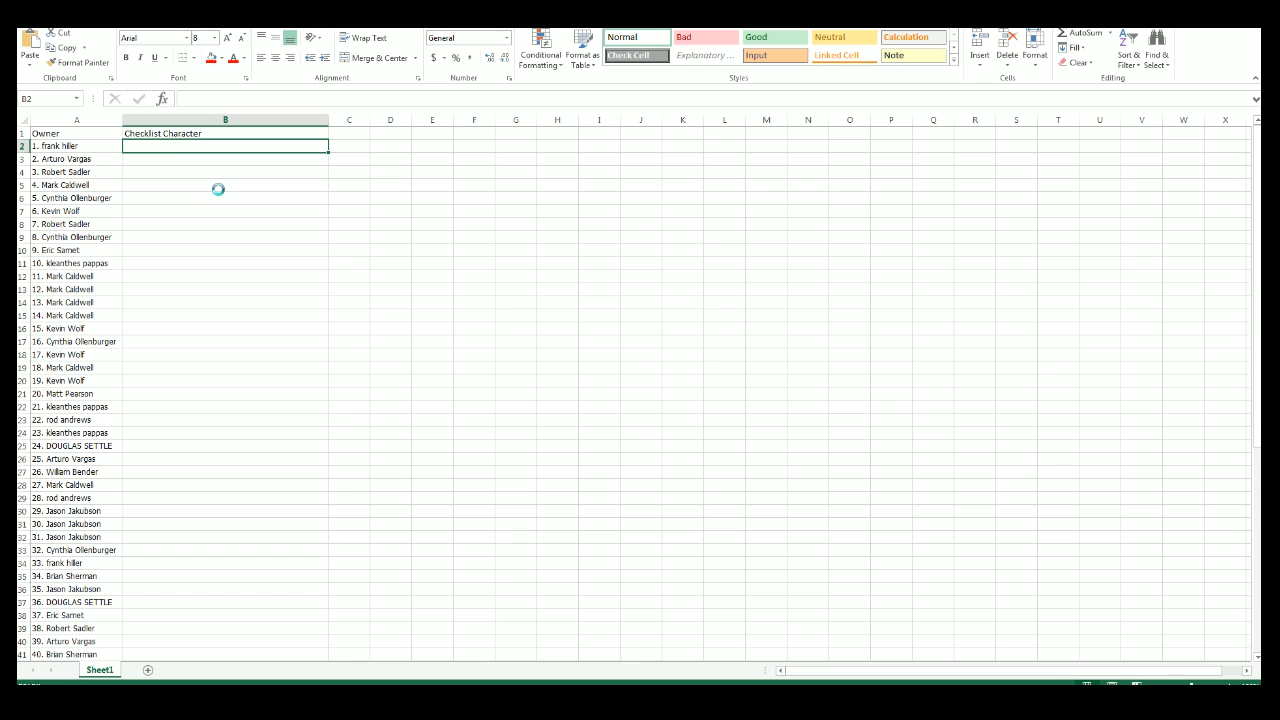 Cut
Arial 8
Wrap Text
General
Normal Bad Good Neutral Calculation
AutoSum
Paste
Copy
Format Painter
B I U
Merge & Center
$ % ,
Conditional Formatting
Format as Table
Check Cell Explanatory ... Input Linked Cell Note
Insert Delete Format
Fill
Clear
Sort & Filter
Find & Select
Clipboard Font Alignment Number Styles Cells Editing
B2 fx
A B C D E F G H I J K L M N O P Q R S T U V W X
1 Owner Checklist Character
2 1. frank hiler
3 2. Arturo Vargas
4 3. Robert Sadler
5 4. Mark Caldwell
6 5. Cynthia Ollenburger
7 6. Kevin Wolf
8 7. Robert Sadler
9 8. Cynthia Ollenburger
10 9. Eric Samet
11 10. kleanthes pappas
12 11. Mark Caldwell
13 12. Mark Caldwell
14 13. Mark Caldwell
15 14. Mark Caldwell
16 15. Kevin Wolf
17 16. Cynthia Ollenburger
18 17. Kevin Wolf
19 18. Mark Caldwell
20 19. Kevin Wolf
21 20. Matt Pearson
22 21. kleanthes pappas
23 22. rod andrews
24 23. kleanthes pappas
25 24. DOUGLAS SETTLE
26 25. Arturo Vargas
27 26. William Bender
28 27. Mark Caldwell
29 28. rod andrews
30 29. Jason Jakubson
31 30. Jason Jakubson
32 31. Jason Jakubson
33 32. Cynthia Ollenburger
34 33. frank hiler
35 34. Brian Sherman
36 35. Jason Jakubson
37 36. DOUGLAS SETTLE
38 37. Eric Samet
39 38. Robert Sadler
40 39. Arturo Vargas
41 40. Brian Sherman
Sheet1